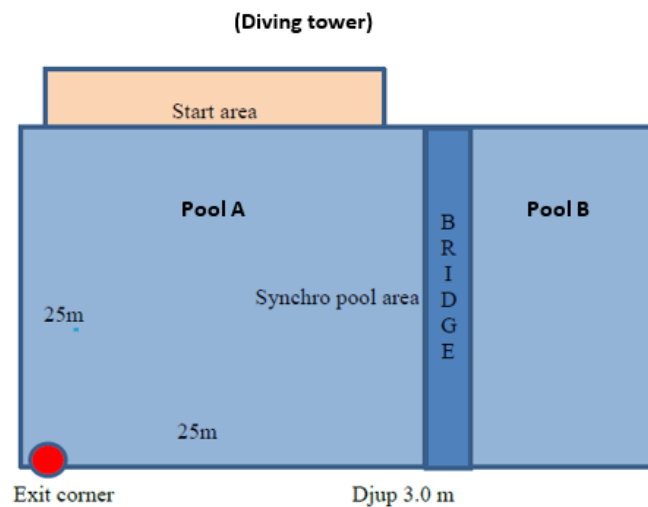 (Diving tower)
Start area
Pool A
Pool B
B
R
I
D
G
E
Synchro pool area
25m
25m
Exit corner
Djup 3.0 m